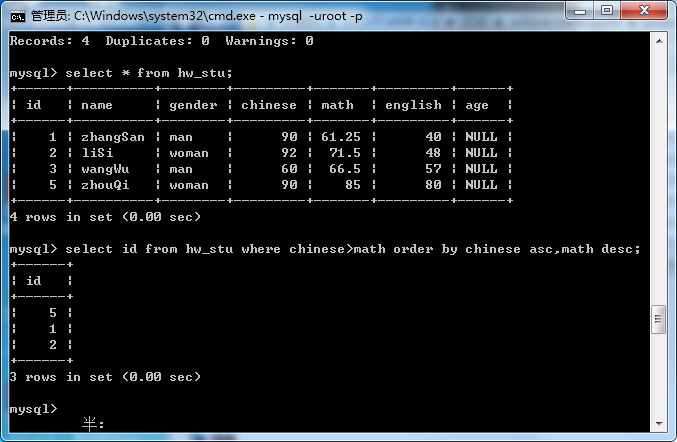 管理员: C:\Windows\system32\cmd.exe - mysql  -uroot -p
Records: 4  Duplicates: 0  Warnings: 0
mysql> select * from hw_stu;
+------+----------+--------+---------+-------+---------+------+
¦ id   ¦ name     ¦ gender ¦ chinese ¦ math  ¦ english ¦ age  ¦
+------+----------+--------+---------+-------+---------+------+
¦    1 ¦ zhangSan ¦ man    ¦      90 ¦ 61.25 ¦      40 ¦ NULL ¦
¦    2 ¦ liSi     ¦ woman  ¦      92 ¦  71.5 ¦      48 ¦ NULL ¦
¦    3 ¦ wangWu   ¦ man    ¦      60 ¦  66.5 ¦      57 ¦ NULL ¦
¦    5 ¦ zhouQi   ¦ woman  ¦      90 ¦    85 ¦      80 ¦ NULL ¦
+------+----------+--------+---------+-------+---------+------+
4 rows in set (0.00 sec)
mysql> select id from hw_stu where chinese>math order by chinese asc,math desc;
+------+
¦ id   ¦
+------+
¦    5 ¦
¦    1 ¦
¦    2 ¦
+------+
3 rows in set (0.00 sec)
mysql>
半: